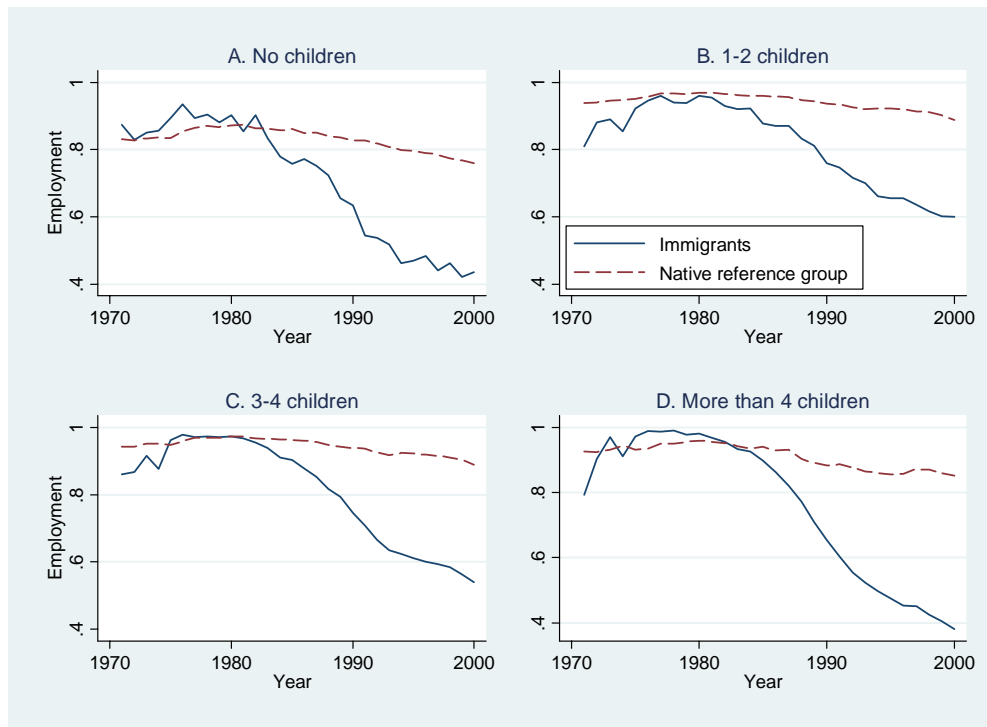 A. No children
Employment
1
.8
.6
.4
1970 1980 1990 2000
Year
B. 1-2 children
1
.8
.6
.4
Immigrants
Native reference group
1970 1980 1990 2000
Year
C. 3-4 children
Employment
1
.8
.6
.4
1970 1980 1990 2000
Year
D. More than 4 children
1
.8
.6
.4
1970 1980 1990 2000
Year